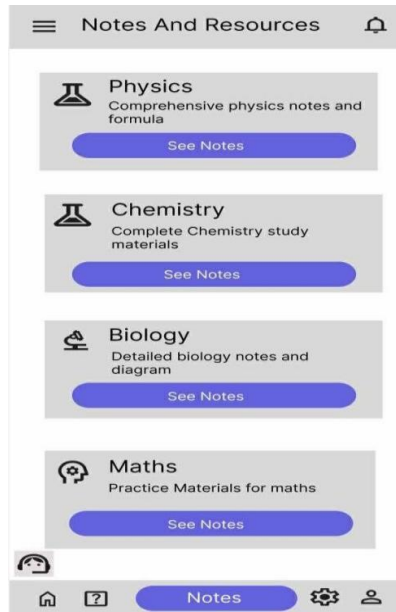 Notes And Resources
Physics
Comprehensive physics notes and
formula
See Notes
Chemistry
Complete Chemistry study
materials
See Notes
Biology
Detailed biology notes and
diagram
See Notes
Maths
Practice Materials for maths
See Notes
?
Notes